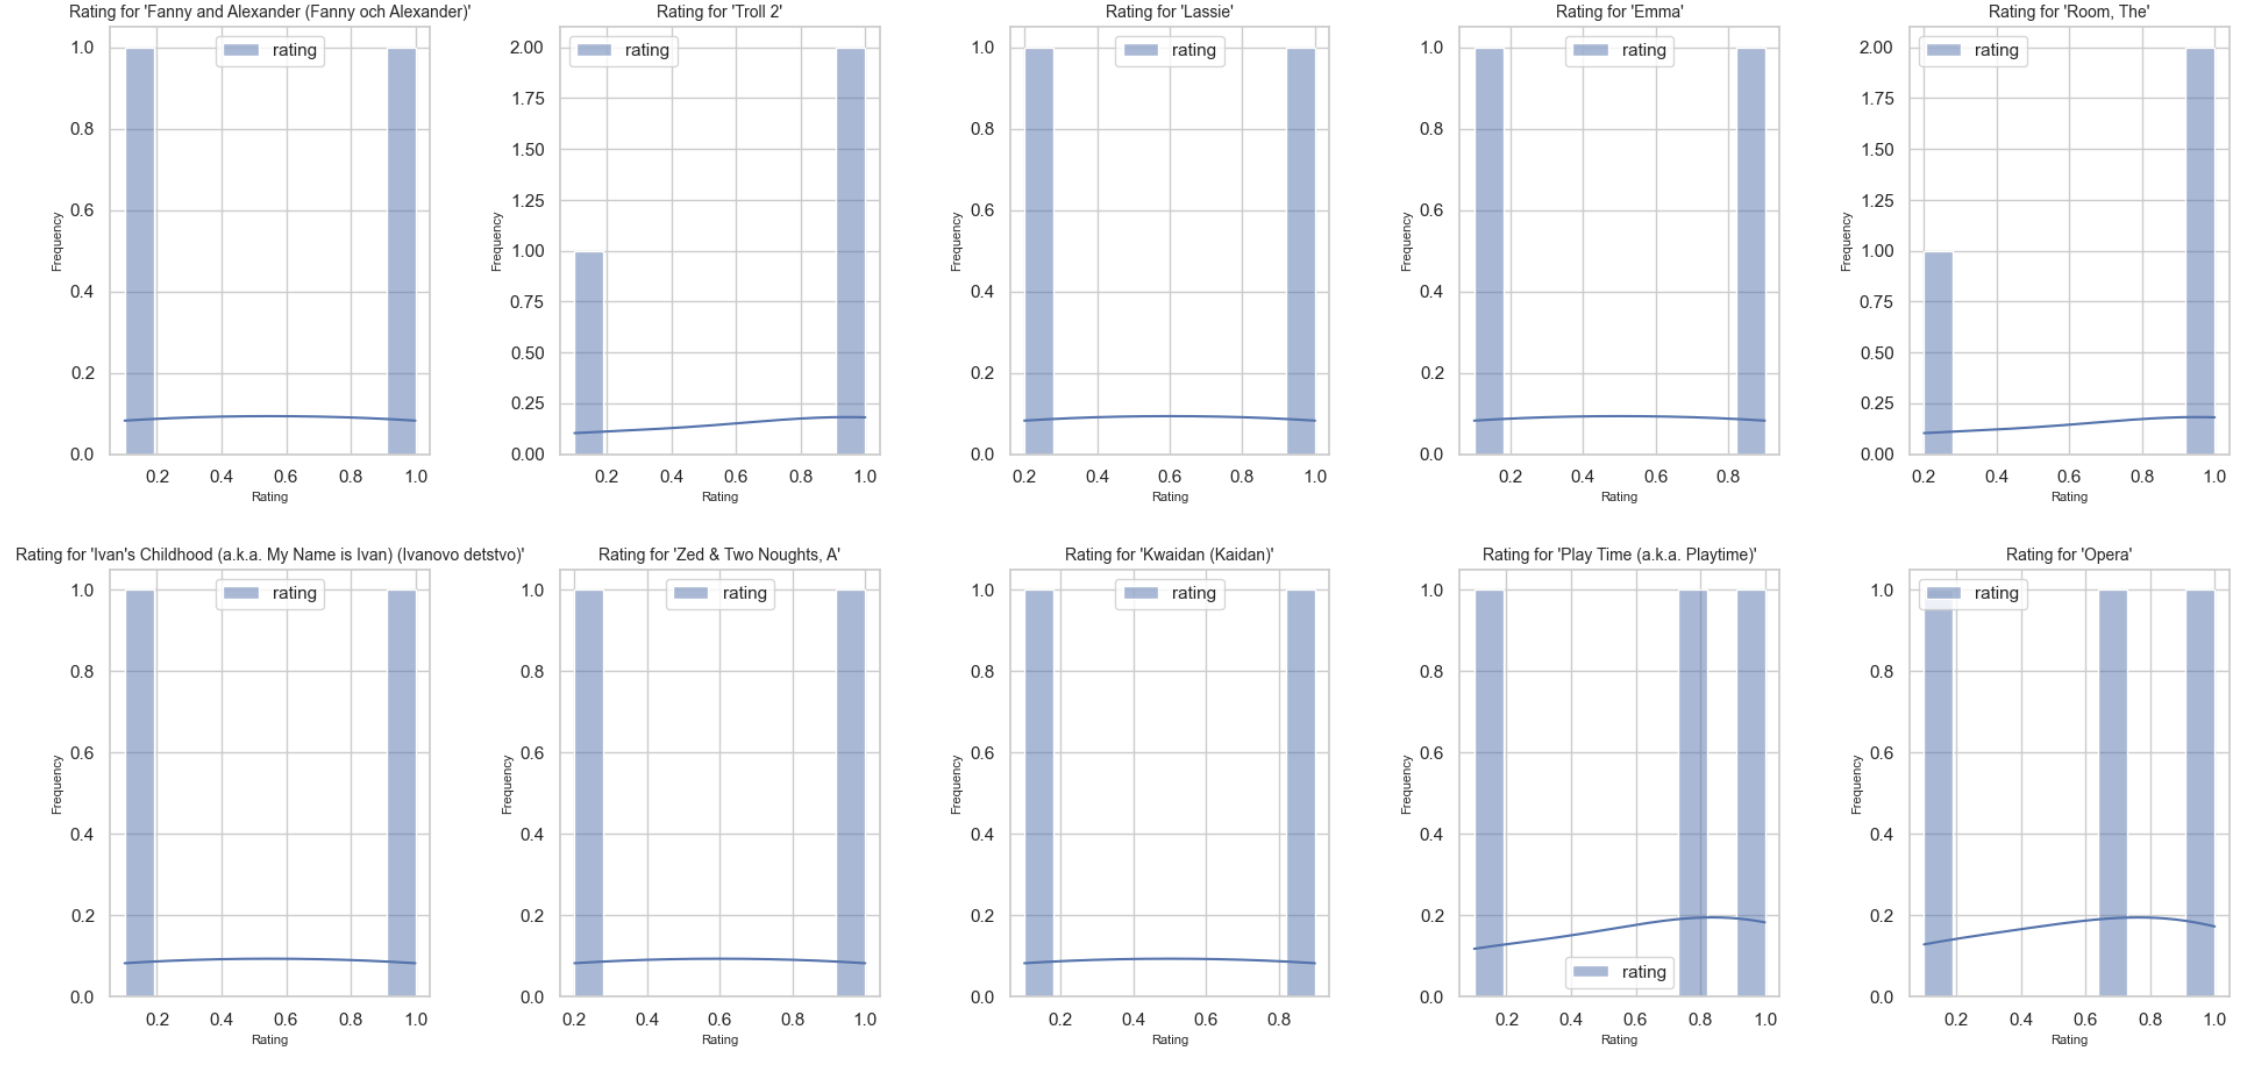 Rating for 'Fanny and Alexander (Fanny och Alexander)'
rating
1.0
0.8
0.6
0.4
0.2
0.0
Frequency
0.2 0.4 0.6 0.8 1.0
Rating
Rating for 'Troll 2'
rating
2.00
1.75
1.50
1.25
1.00
0.75
0.50
0.25
0.00
Frequency
0.2 0.4 0.6 0.8 1.0
Rating
Rating for 'Lassie'
rating
1.0
0.8
0.6
0.4
0.2
0.0
Frequency
0.2 0.4 0.6 0.8 1.0
Rating
Rating for 'Emma'
rating
1.0
0.8
0.6
0.4
0.2
0.0
Frequency
0.2 0.4 0.6 0.8
Rating
Rating for 'Room, The'
rating
2.00
1.75
1.50
1.25
1.00
0.75
0.50
0.25
0.00
Frequency
0.2 0.4 0.6 0.8 1.0
Rating
Rating for 'Ivan's Childhood (a.k.a. My Name is Ivan) (Ivanovo detstvo)'
rating
1.0
0.8
0.6
0.4
0.2
0.0
Frequency
0.2 0.4 0.6 0.8 1.0
Rating
Rating for 'Zed & Two Noughts, A'
rating
1.0
0.8
0.6
0.4
0.2
0.0
Frequency
0.2 0.4 0.6 0.8 1.0
Rating
Rating for 'Kwaidan (Kaidan)'
rating
1.0
0.8
0.6
0.4
0.2
0.0
Frequency
0.2 0.4 0.6 0.8
Rating
Rating for 'Play Time (a.k.a. Playtime)'
1.0
0.8
0.6
0.4
0.2
0.0
Frequency
rating
0.2 0.4 0.6 0.8 1.0
Rating
Rating for 'Opera'
rating
1.0
0.8
0.6
0.4
0.2
0.0
Frequency
0.2 0.4 0.6 0.8 1.0
Rating